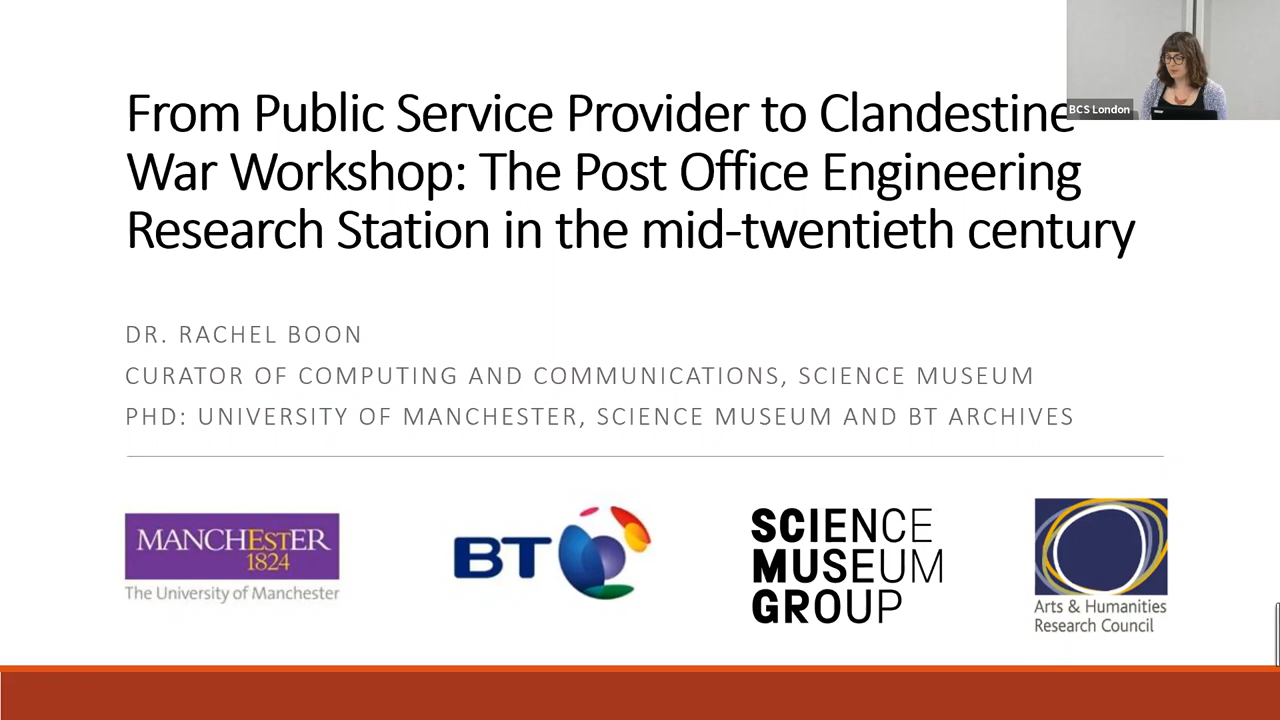 From Public Service Provider to Clandestine
War Workshop: The Post Office Engineering
Research Station in the mid-twentieth century
BCS London
DR. RACHEL BOON
CURATOR OF COMPUTING AND COMMUNICATIONS, SCIENCE MUSEUM
PHD: UNIVERSITY OF MANCHESTER, SCIENCE MUSEUM AND BT ARCHIVES
MANCHEsTER
1824
The University of Manchester
BT
SCIENCE
MUSEUM
GROUP
Arts & Humanities
Research Council